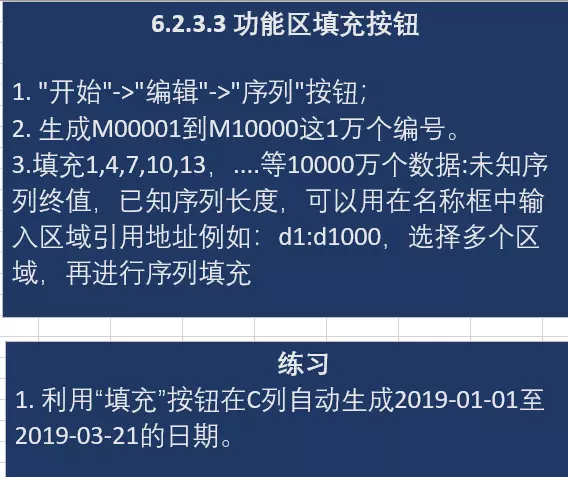 6.2.3.3 功能区填充按钮
1. "开始"->"编辑"->"序列"按钮；
2. 生成M00001到M10000这1万个编号。
3.填充1,4,7,10,13，....等10000万个数据:未知序
列终值，已知序列长度，可以用在名称框中输
入区域引用地址例如：d1:d1000，选择多个区
域，再进行序列填充
练习
1. 利用“填充”按钮在C列自动生成2019-01-01至
2019-03-21的日期。